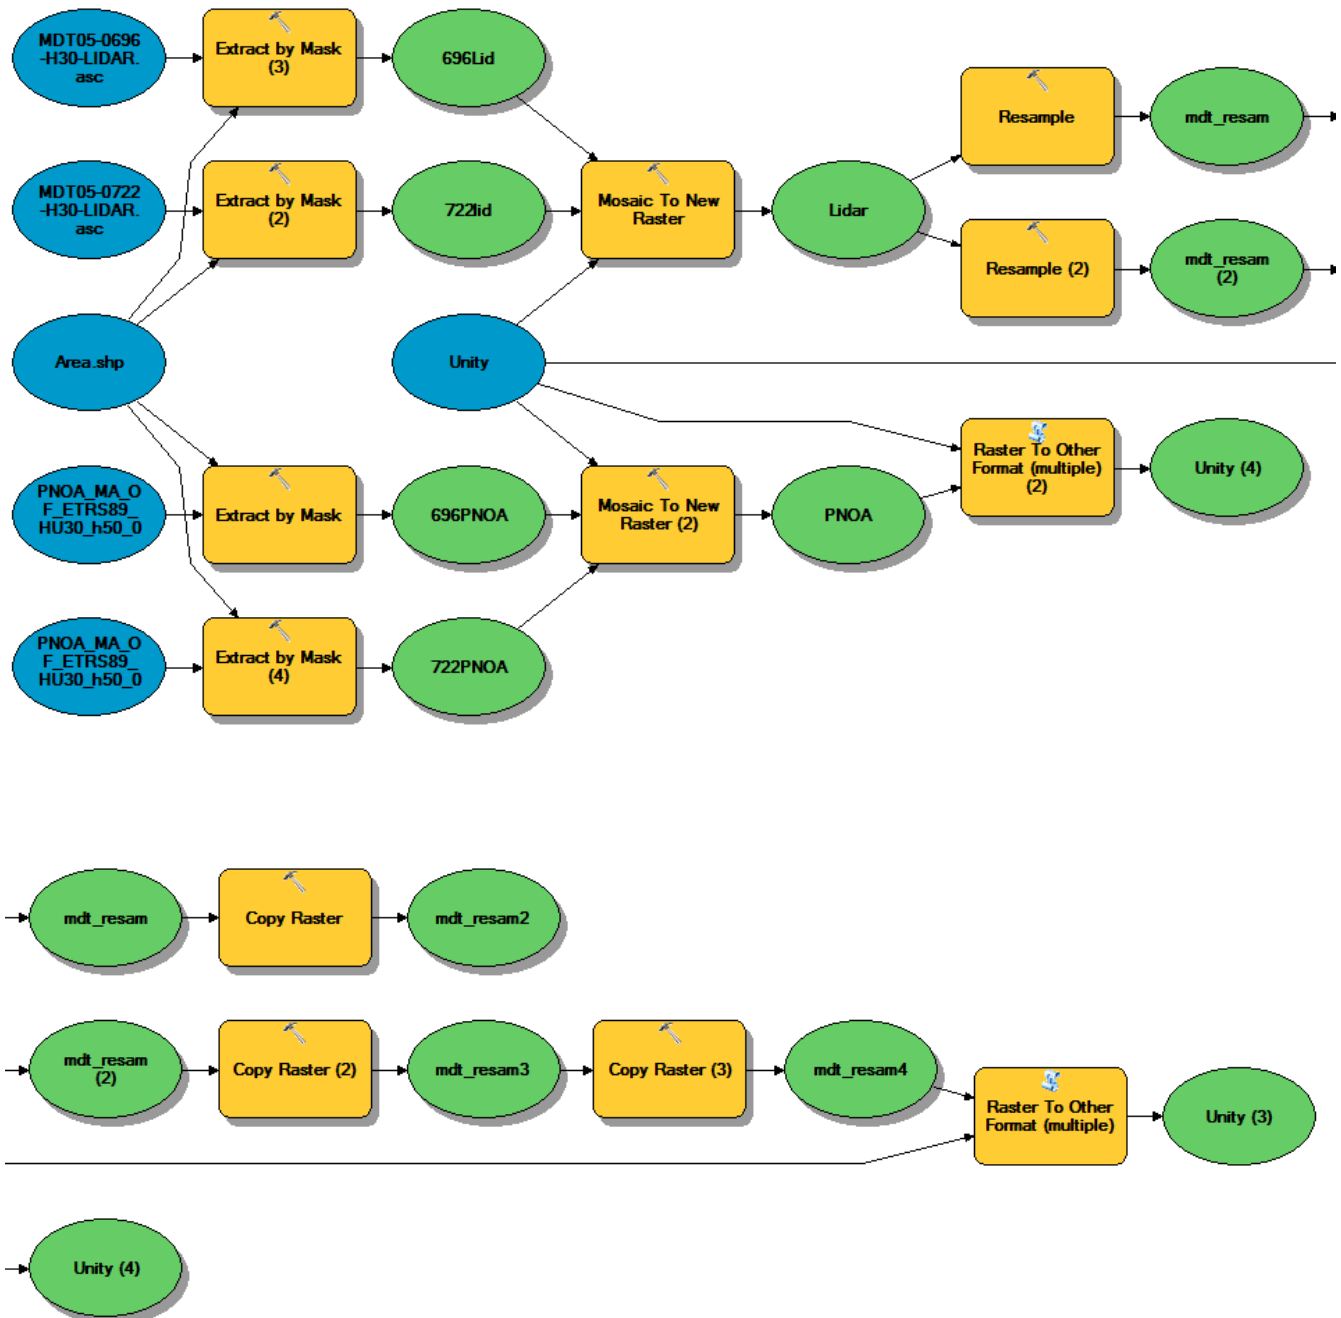 MDT05-0696
-H30-LIDAR.
asc
Extract by Mask
(3)
696Lid
Resample
mdt_resam
MDT05-0722
-H30-LIDAR.
asc
Extract by Mask
(2)
722lid
Mosaic To New
Raster
Lidar
Resample (2)
mdt_resam
(2)
Area.shp
Unity
Raster To Other
Format (multiple)
(2)
Unity (4)
PNOA_MA_O
F_ETRS89_
HU30_h50_0
Extract by Mask
696PNOA
Mosaic To New
Raster (2)
PNOA
PNOA_MA_O
F_ETRS89_
HU30_h50_0
Extract by Mask
(4)
722PNOA
mdt_resam
Copy Raster
mdt_resam2
mdt_resam
(2)
Copy Raster (2)
mdt_resam3
Copy Raster (3)
mdt_resam4
Raster To Other
Format (multiple)
Unity (3)
Unity (4)